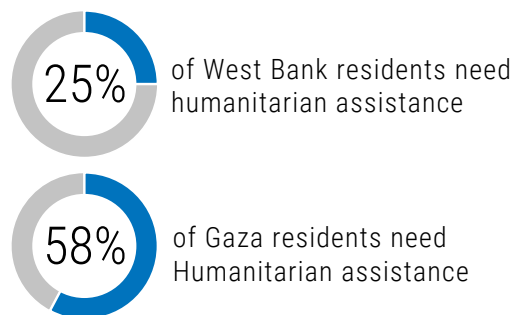 25%
of West Bank residents need
humanitarian assistance
58%
of Gaza residents need
Humanitarian assistance